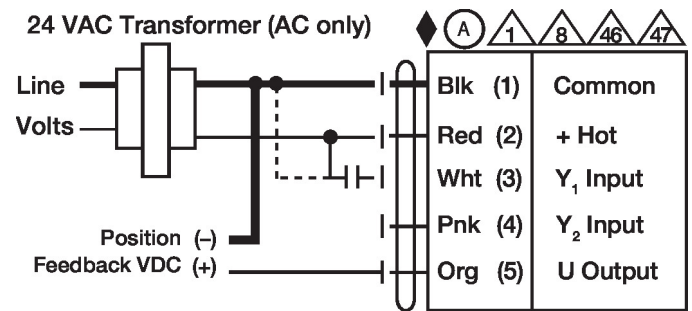 24 VAC Transformer (AC only)
A 1 8 46 47
Line
Volts
Blk (1) Common
Red (2) + Hot
Wht (3) Y1 Input
Pnk (4) Y2 Input
Position (–)
Feedback VDC (+)
Org (5) U Output